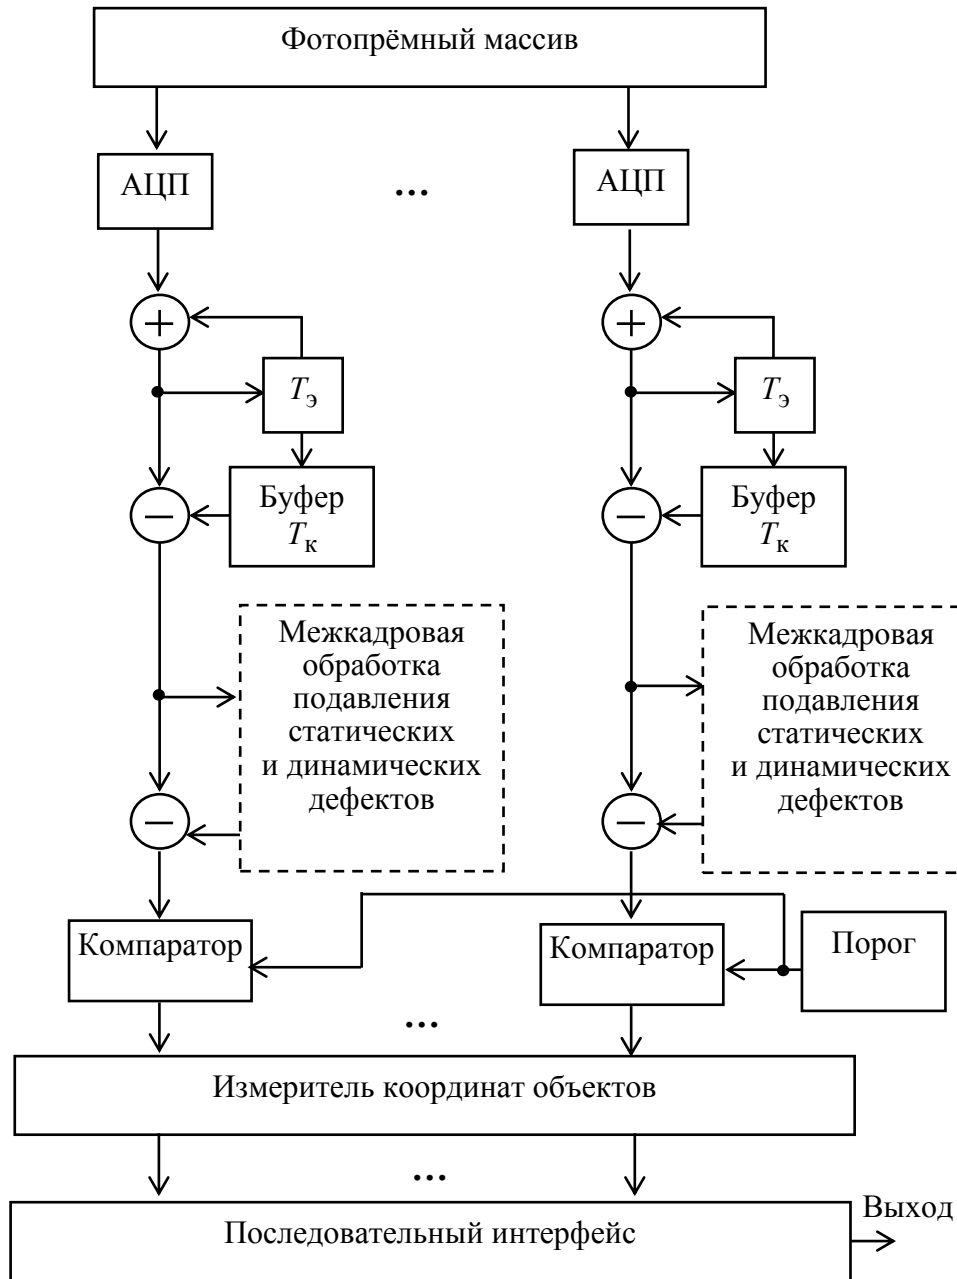 Фотопрёмный массив
АЦП
...
АЦП
+
+
Tэ
Tэ
−
Буфер
Tк
−
Буфер
Tк
Межкадровая
обработка
подавления
статических
и динамических
дефектов
Межкадровая
обработка
подавления
статических
и динамических
дефектов
−
−
Компаратор
Компаратор
Порог
...
Измеритель координат объектов
...
Выход
Последовательный интерфейс